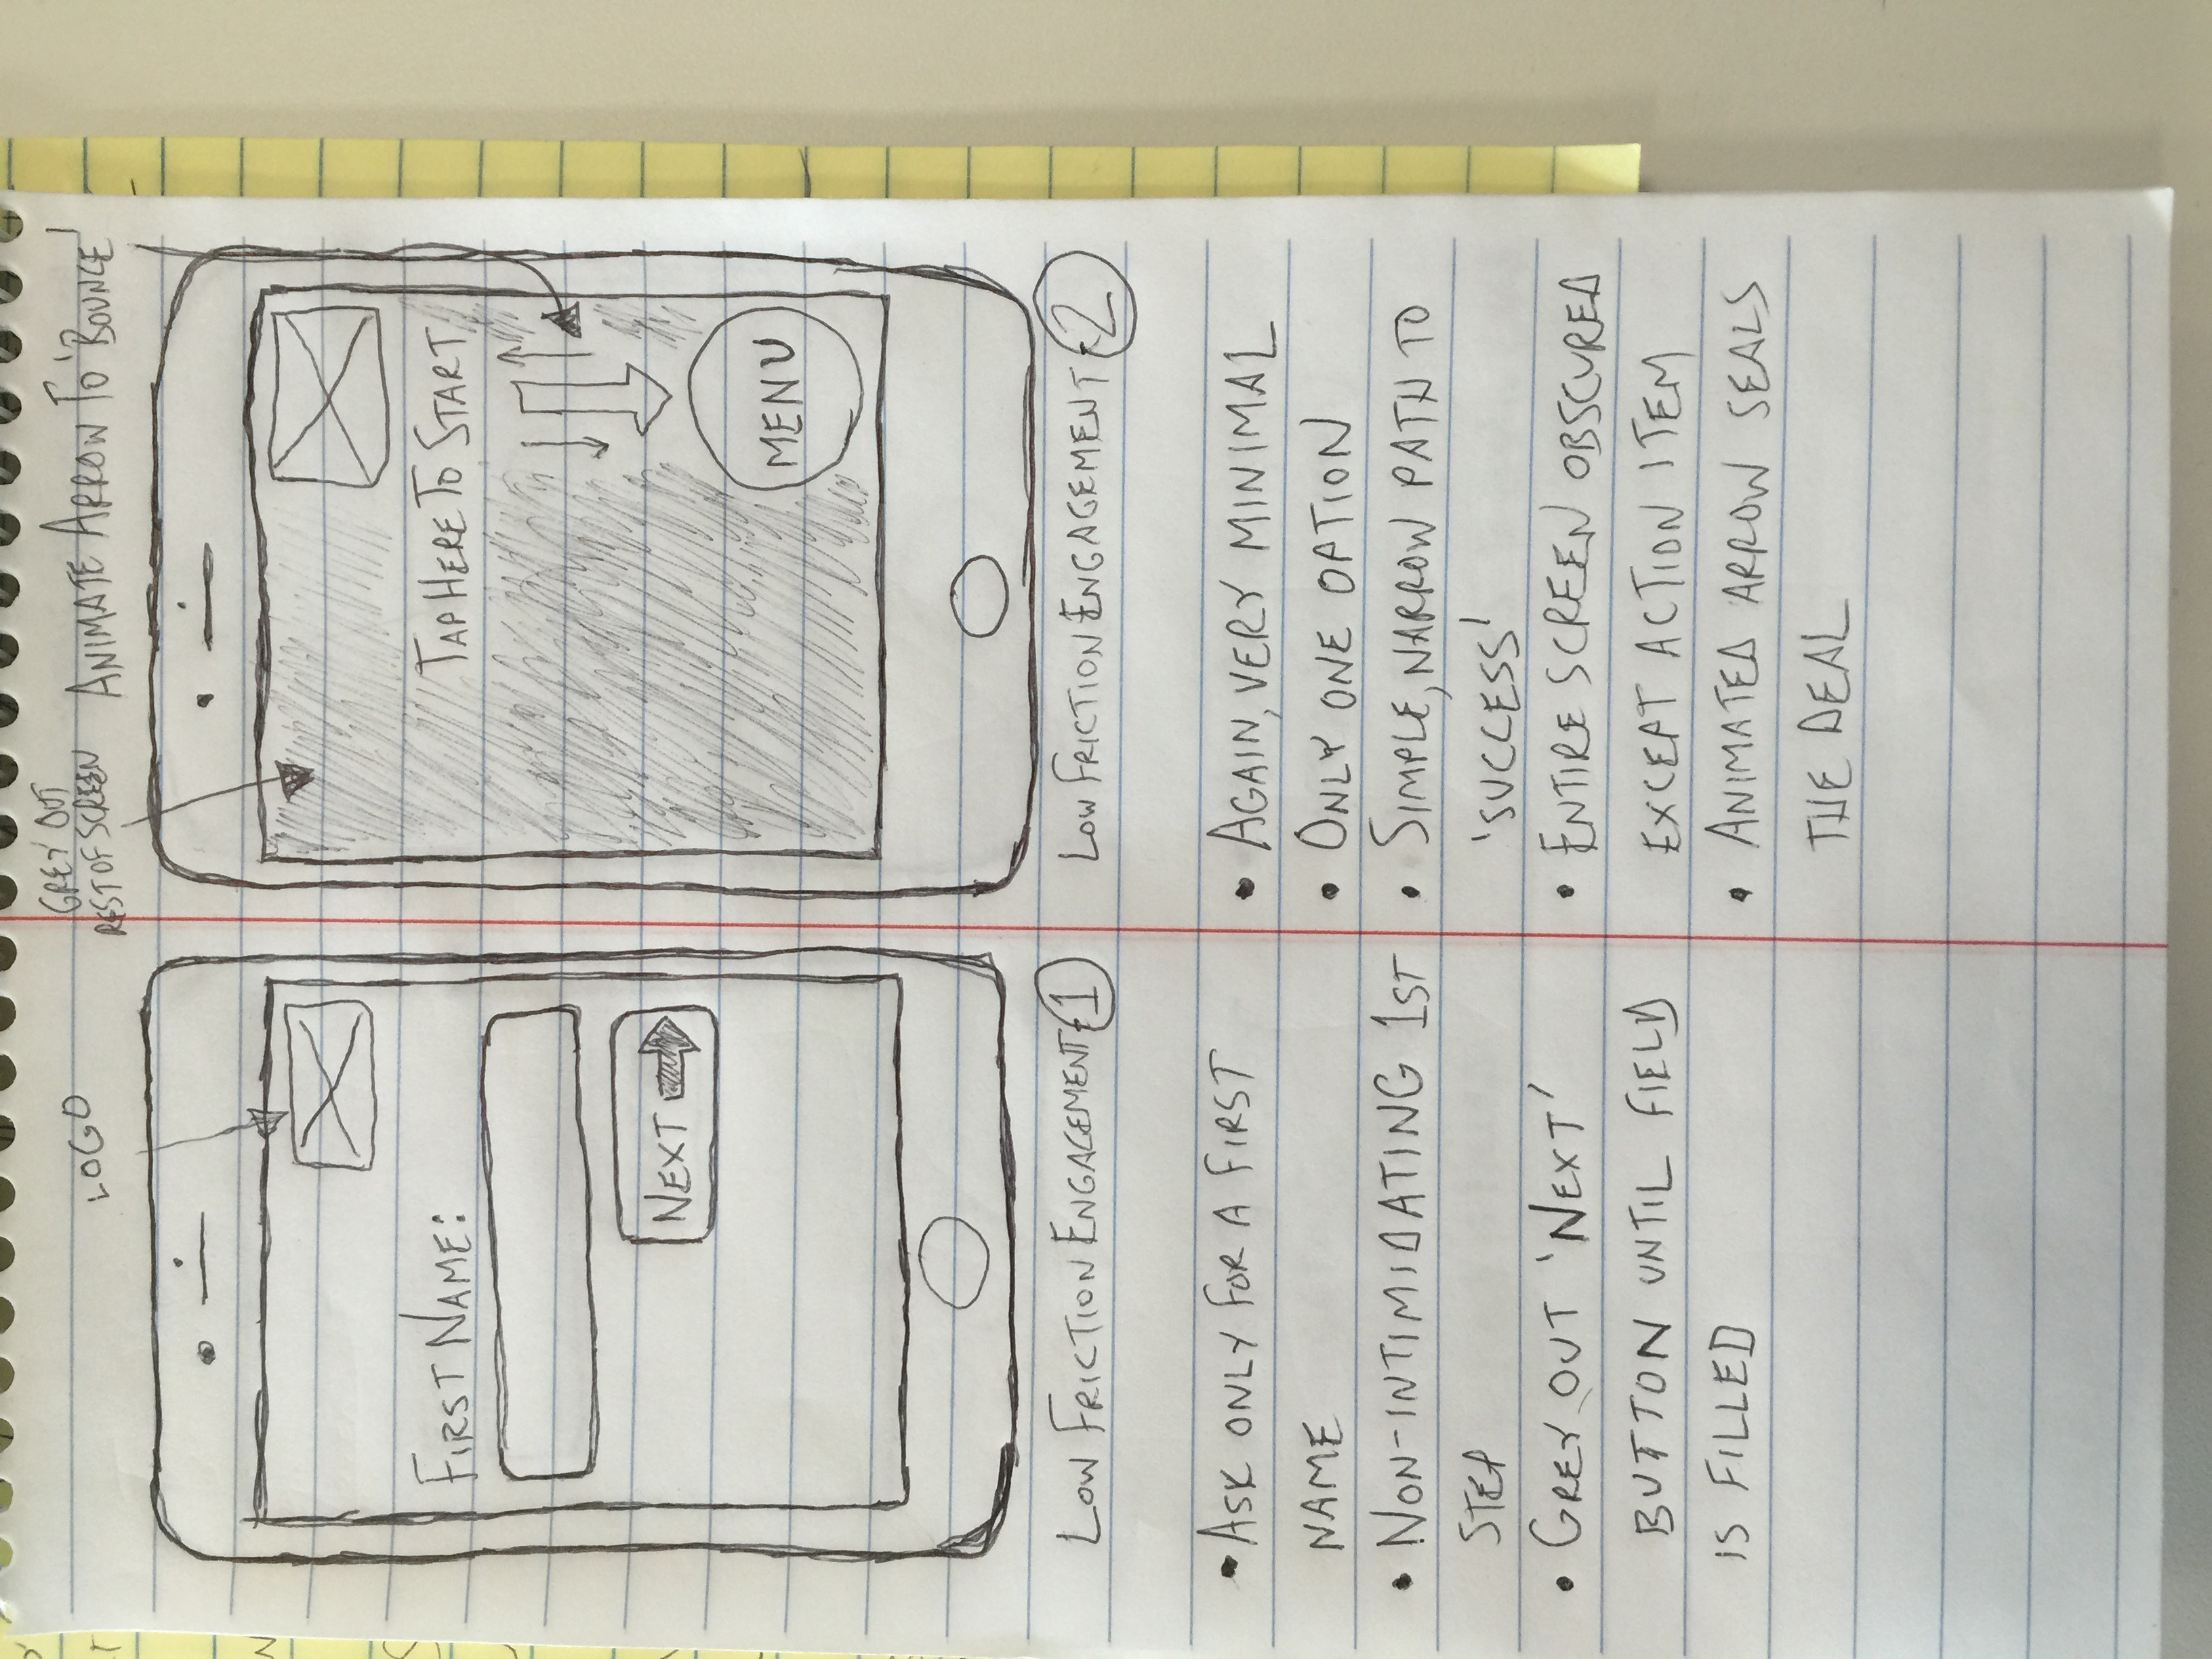 LOGO
GREY OUT
REST OF SCREEN
ANIMATE ARROW TO 'BOUNCE'
FIRST NAME:
NEXT
TAP HERE TO START
MENU
LOW FRICTION ENGAGEMENT - 1
LOW FRICTION ENGAGEMENT - 2
• ASK ONLY FOR A FIRST
NAME
• NON-INTIMIDATING 1ST
STEP
• GREY OUT 'NEXT'
BUTTON UNTIL FIELD
IS FILLED
• AGAIN, VERY MINIMAL
• ONLY ONE OPTION
• SIMPLE, NARROW PATH TO
'SUCCESS'
• ENTIRE SCREEN OBSCURED
EXCEPT ACTION ITEM
• ANIMATED ARROW SEALS
THE DEAL